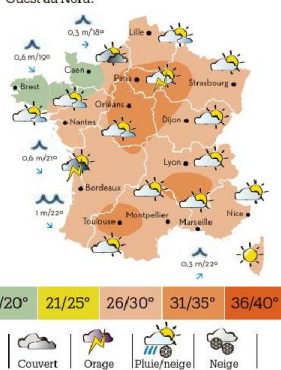 Ouest au Nord.
0,3 m/18°
Lille
0,6 m/19°
Caen
Paris
Strasbourg
Brest
Orléans
Nantes
Dijon
0,6 m/21°
Lyon
Bordeaux
1 m/22°
Toulouse
Montpellier
Nice
Marseille
0,3 m/22°
/20° 21/25° 26/30° 31/35° 36/40°
Couvert Orage Pluie/neige Neige